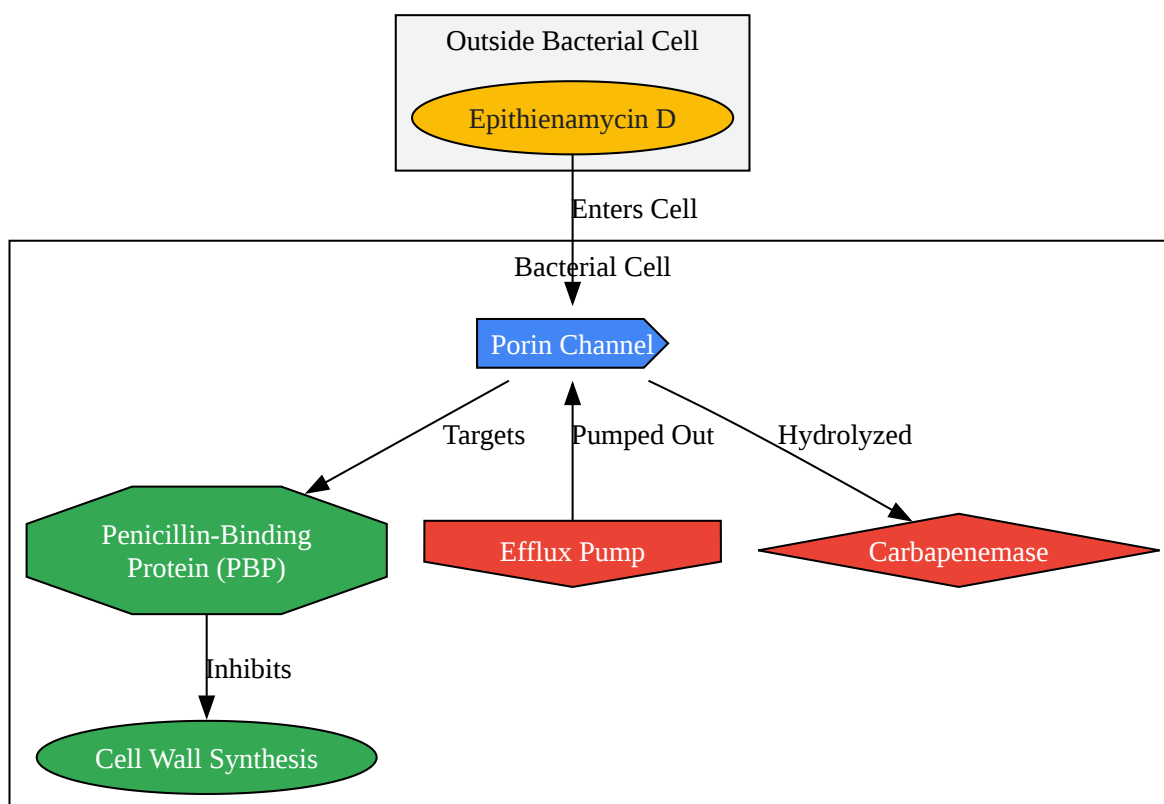 Outside Bacterial Cell
Epithienamycin D
Enters Cell
Bacterial Cell
Porin Channel
Targets
Pumped Out
Hydrolyzed
Penicillin-Binding
Protein (PBP)
Efflux Pump
Carbapenemase
Inhibits
Cell Wall Synthesis